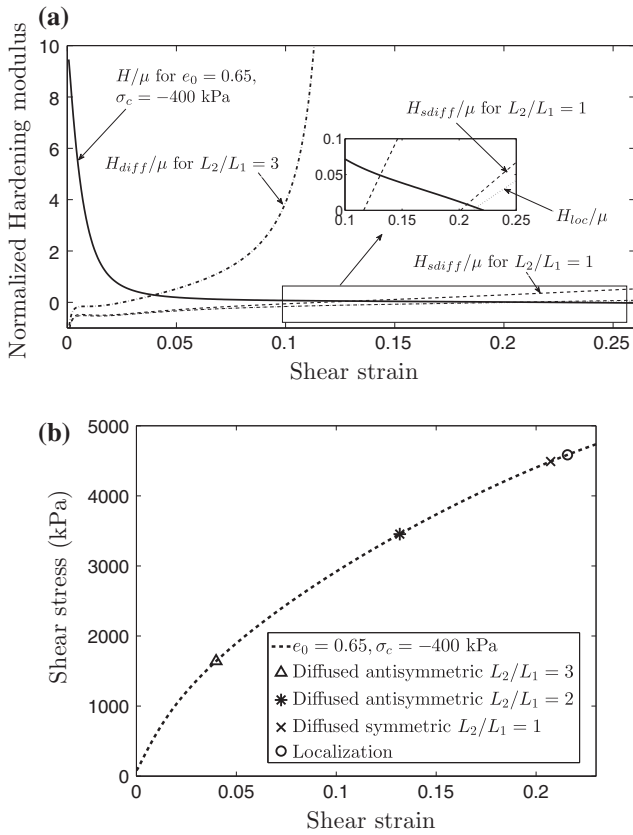 (a)
Normalized Hardening modulus
10
8
6
4
2
0
H/μ for e₀ = 0.65,
σ_c = −400 kPa
H_diff/μ for L₂/L₁ = 3
H_sdiff/μ for L₂/L₁ = 1
0.1
0.05
0
0.1
0.15
0.2
0.25
H_loc/μ
H_sdiff/μ for L₂/L₁ = 1
0
0.05
0.1
0.15
0.2
0.25
Shear strain
(b)
Shear stress (kPa)
5000
4000
3000
2000
1000
0
e₀ = 0.65, σ_c = −400 kPa
Diffused antisymmetric L₂/L₁ = 3
Diffused antisymmetric L₂/L₁ = 2
Diffused symmetric L₂/L₁ = 1
Localization
0
0.05
0.1
0.15
0.2
Shear strain